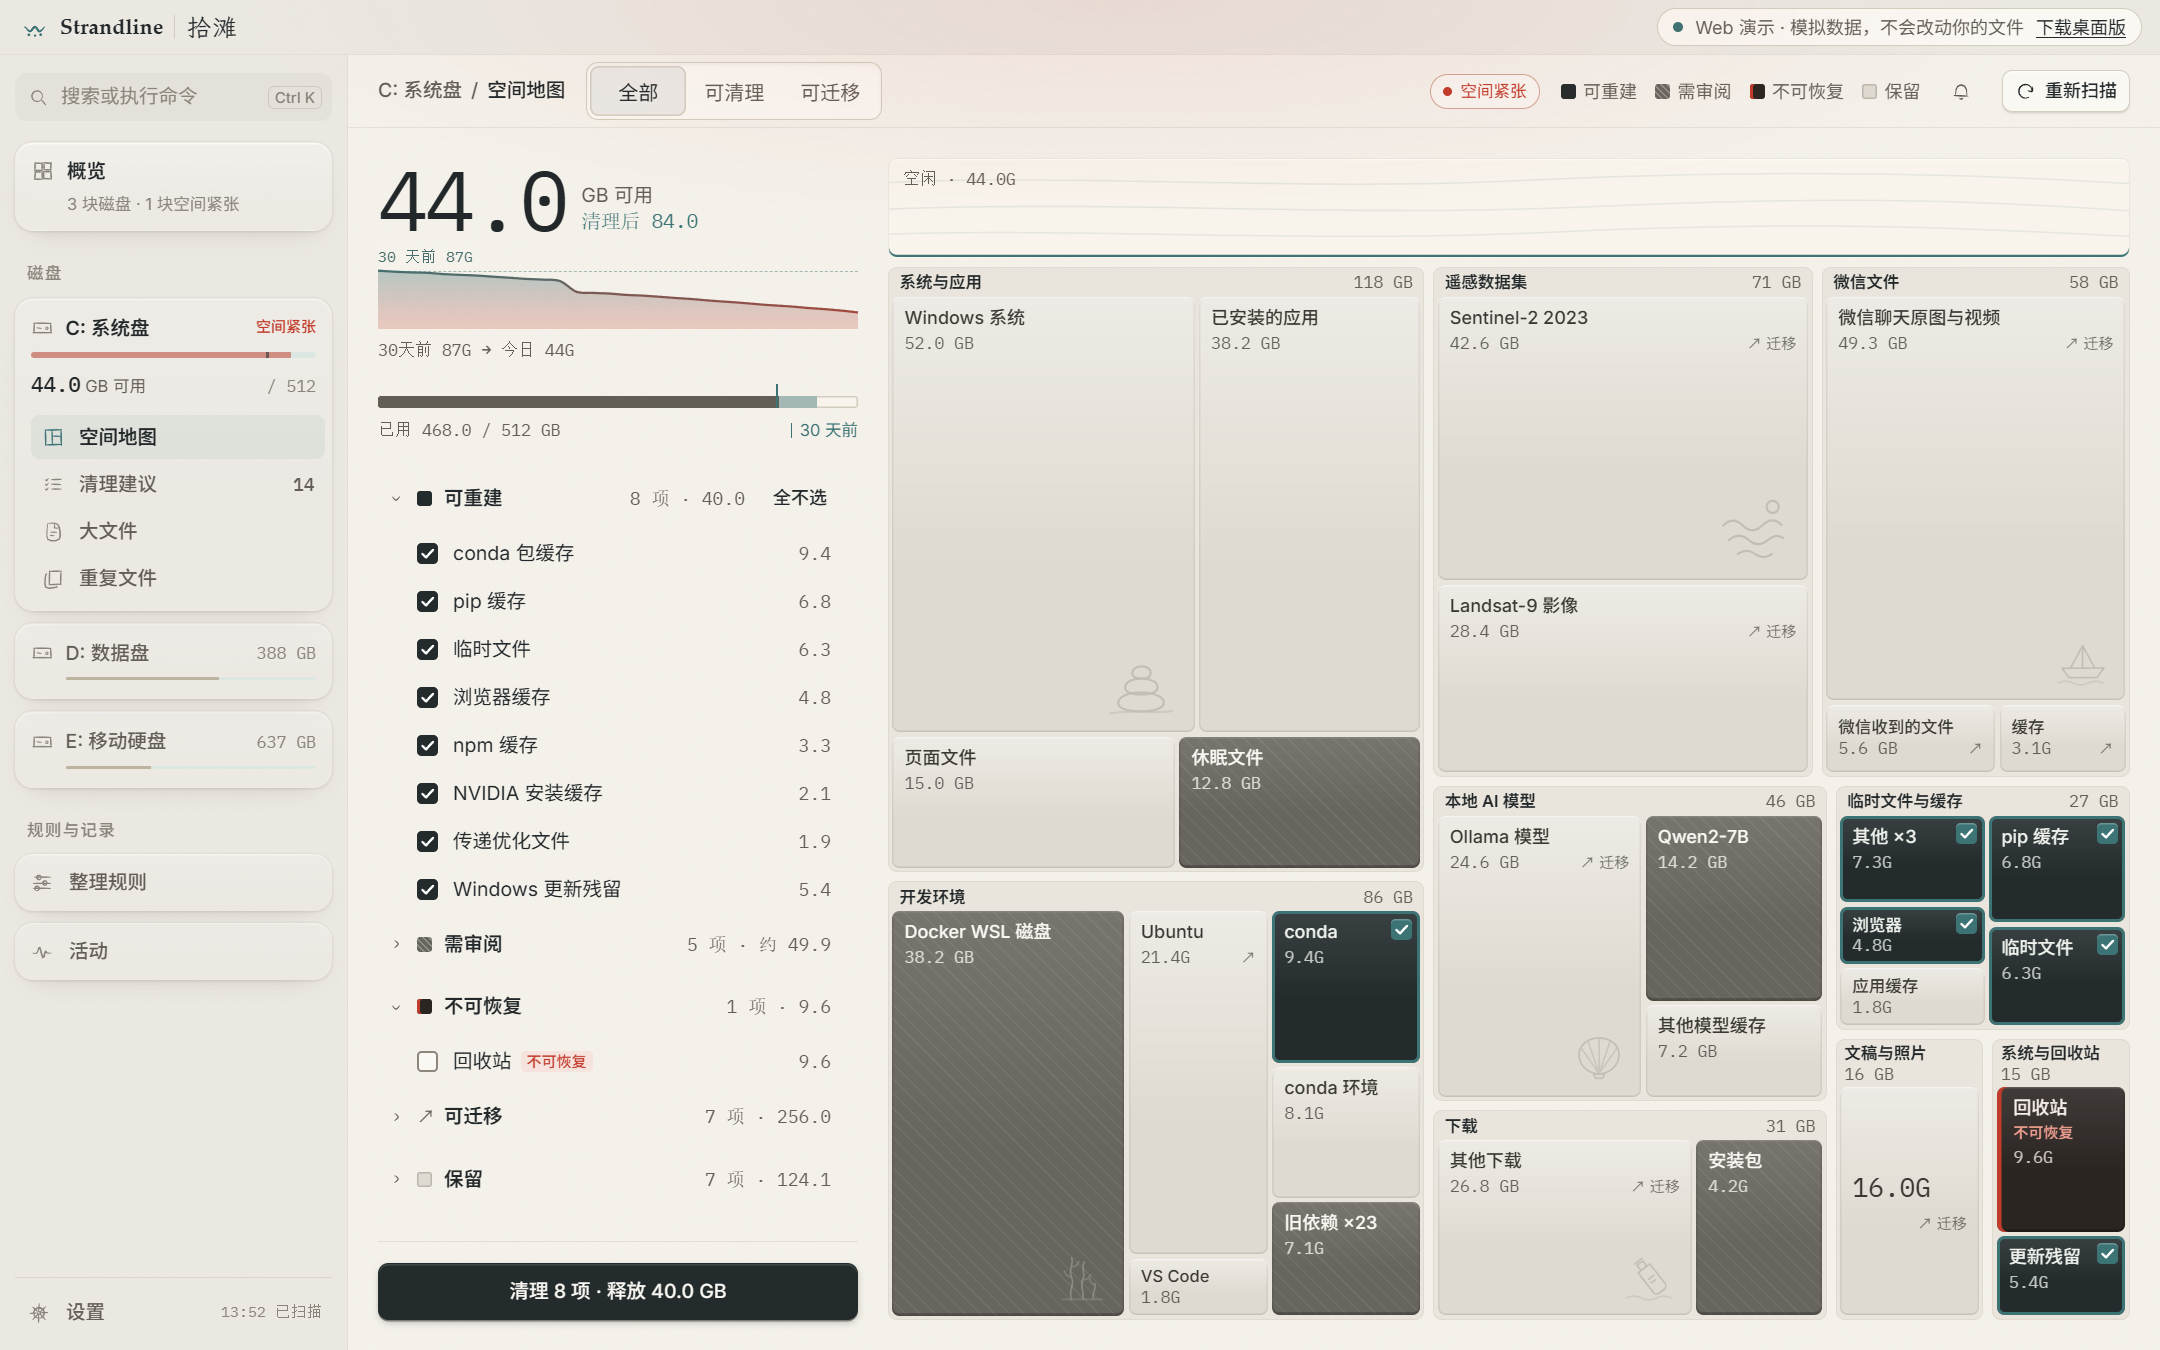 Strandline 拾滩
Web 演示 · 模拟数据，不会改动你的文件 下载桌面版
搜索或执行命令 Ctrl K
概览
3 块磁盘 · 1 块空间紧张
磁盘
C: 系统盘 空间紧张
44.0 GB 可用 / 512
空间地图
清理建议 14
大文件
重复文件
D: 数据盘 388 GB
E: 移动硬盘 637 GB
规则与记录
整理规则
活动
设置 13:52 已扫描
C: 系统盘 / 空间地图
全部 可清理 可迁移
空间紧张 可重建 需审阅 不可恢复 保留
重新扫描
44.0 GB 可用
清理后 84.0
30 天前 87G
30天前 87G → 今日 44G
已用 468.0 / 512 GB | 30 天前
可重建 8 项 · 40.0 全不选
conda 包缓存 9.4
pip 缓存 6.8
临时文件 6.3
浏览器缓存 4.8
npm 缓存 3.3
NVIDIA 安装缓存 2.1
传递优化文件 1.9
Windows 更新残留 5.4
需审阅 5 项 · 约 49.9
不可恢复 1 项 · 9.6
回收站 不可恢复 9.6
↗ 可迁移 7 项 · 256.0
保留 7 项 · 124.1
清理 8 项 · 释放 40.0 GB
空闲 · 44.0G
系统与应用 118 GB
Windows 系统
52.0 GB
已安装的应用
38.2 GB
页面文件
15.0 GB
休眠文件
12.8 GB
开发环境 86 GB
Docker WSL 磁盘
38.2 GB
Ubuntu
21.4G ↗
VS Code
1.8G
conda
9.4G
conda 环境
8.1G
旧依赖 ×23
7.1G
遥感数据集 71 GB
Sentinel-2 2023
42.6 GB ↗ 迁移
Landsat-9 影像
28.4 GB ↗ 迁移
微信文件 58 GB
微信聊天原图与视频
49.3 GB ↗ 迁移
微信收到的文件
5.6 GB ↗
缓存
3.1G ↗
本地 AI 模型 46 GB
Ollama 模型
24.6 GB ↗ 迁移
Qwen2-7B
14.2 GB
其他模型缓存
7.2 GB
下载 31 GB
其他下载
26.8 GB ↗ 迁移
安装包
4.2G
临时文件与缓存 27 GB
其他 ×3
7.3G
pip 缓存
6.8G
浏览器
4.8G
临时文件
6.3G
应用缓存
1.8G
文稿与照片
16 GB
16.0G
↗ 迁移
系统与回收站
15 GB
回收站
不可恢复
9.6G
更新残留
5.4G